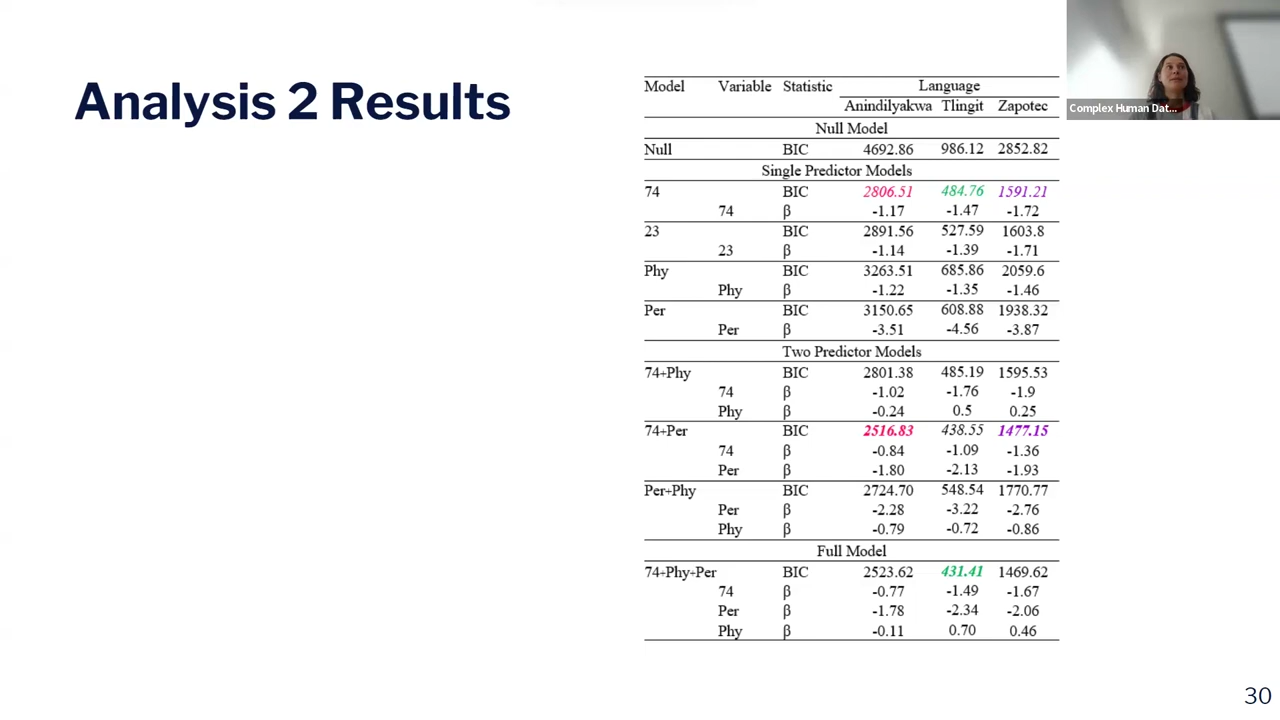 Analysis 2 Results
Model Variable Statistic Language
Anindilyakwa Tlingit Zapotec
Null Model
Null BIC 4692.86 986.12 2852.82
Single Predictor Models
74 BIC 2806.51 484.76 1591.21
74 β -1.17 -1.47 -1.72
23 BIC 2891.56 527.59 1603.8
23 β -1.14 -1.39 -1.71
Phy BIC 3263.51 685.86 2059.6
Phy β -1.22 -1.35 -1.46
Per BIC 3150.65 608.88 1938.32
Per β -3.51 -4.56 -3.87
Two Predictor Models
74+Phy BIC 2801.38 485.19 1595.53
74 β -1.02 -1.76 -1.9
Phy β -0.24 0.5 0.25
74+Per BIC 2516.83 438.55 1477.15
74 β -0.84 -1.09 -1.36
Per β -1.80 -2.13 -1.93
Per+Phy BIC 2724.70 548.54 1770.77
Per β -2.28 -3.22 -2.76
Phy β -0.79 -0.72 -0.86
Full Model
74+Phy+Per BIC 2523.62 431.41 1469.62
74 β -0.77 -1.49 -1.67
Per β -1.78 -2.34 -2.06
Phy β -0.11 0.70 0.46
Complex Human Dat...
30